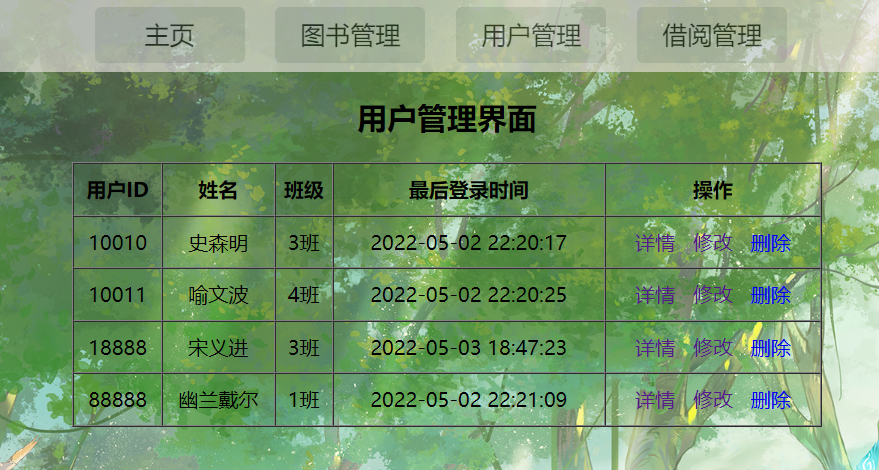 主页 图书管理 用户管理 借阅管理
用户管理界面
用户ID 姓名 班级 最后登录时间 操作
10010 史森明 3班 2022-05-02 22:20:17 详情 修改 删除
10011 喻文波 4班 2022-05-02 22:20:25 详情 修改 删除
18888 宋义进 3班 2022-05-03 18:47:23 详情 修改 删除
88888 幽兰戴尔 1班 2022-05-02 22:21:09 详情 修改 删除